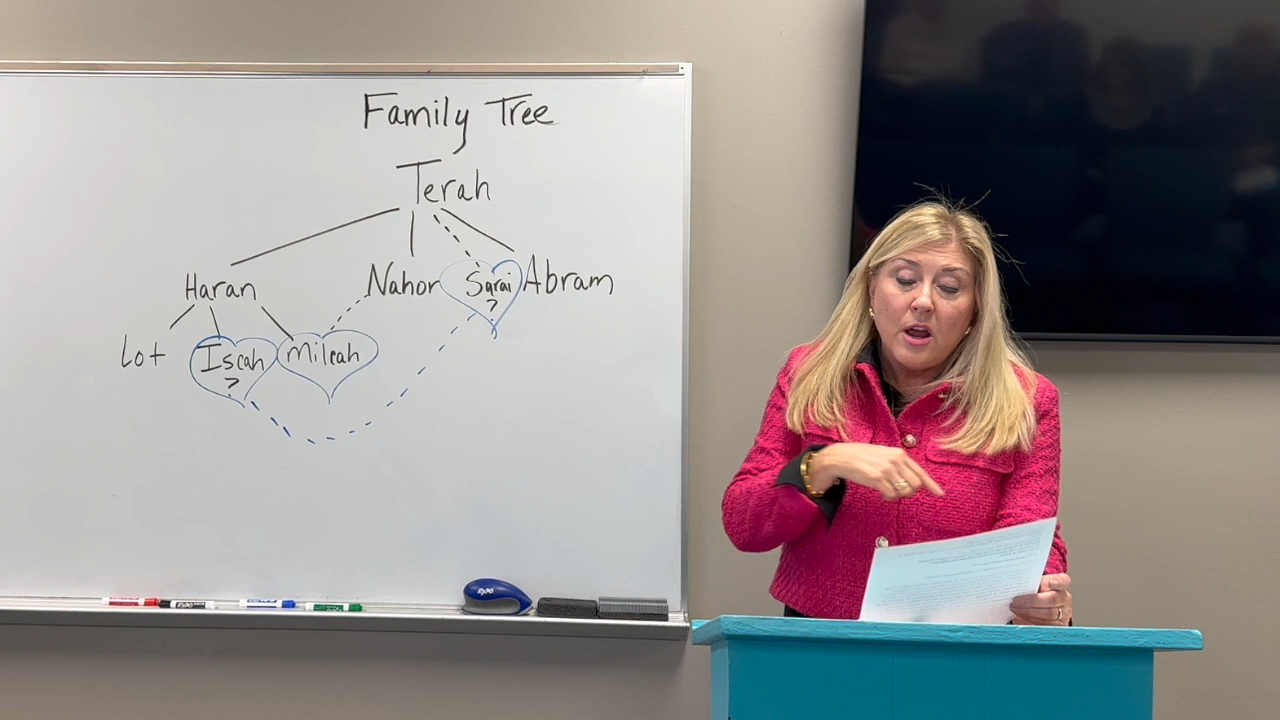 Family Tree
Terah
Haran Nahor Sarai ? Abram
Lot Iscah ? Milcah
EXPO